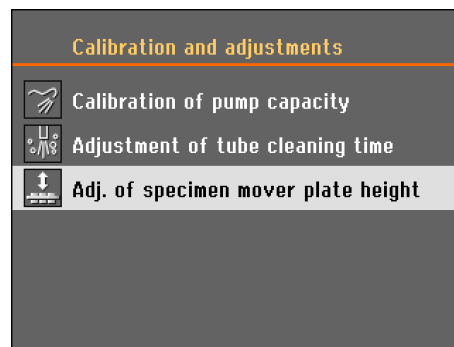 Calibration and adjustments
Calibration of pump capacity
Adjustment of tube cleaning time
Adj. of specimen mover plate height